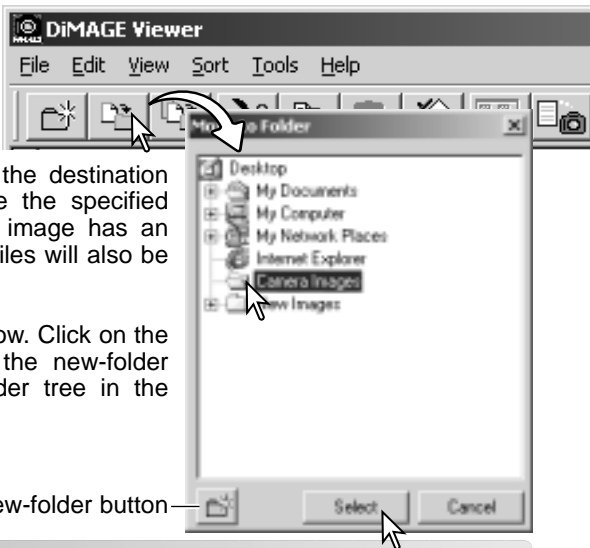 DiMAGE Viewer
File Edit View Sort Tools Help
Folder
Desktop
My Documents
My Computer
My Network Places
Internet Explorer
Camera Images
New Images
Select Cancel
the destination
the specified
image has an
iles will also be
ow. Click on the
the new-folder
der tree in the
ew-folder button